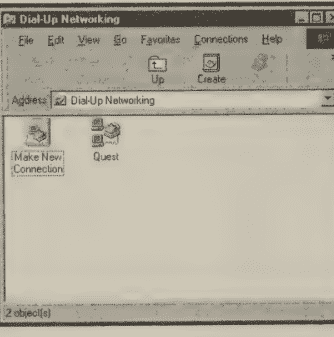 Dial-Up Networking
File Edit View Go Favorites Connections Help
Up Create
Address Dial-Up Networking
Make New Connection
Quest
2 object(s)